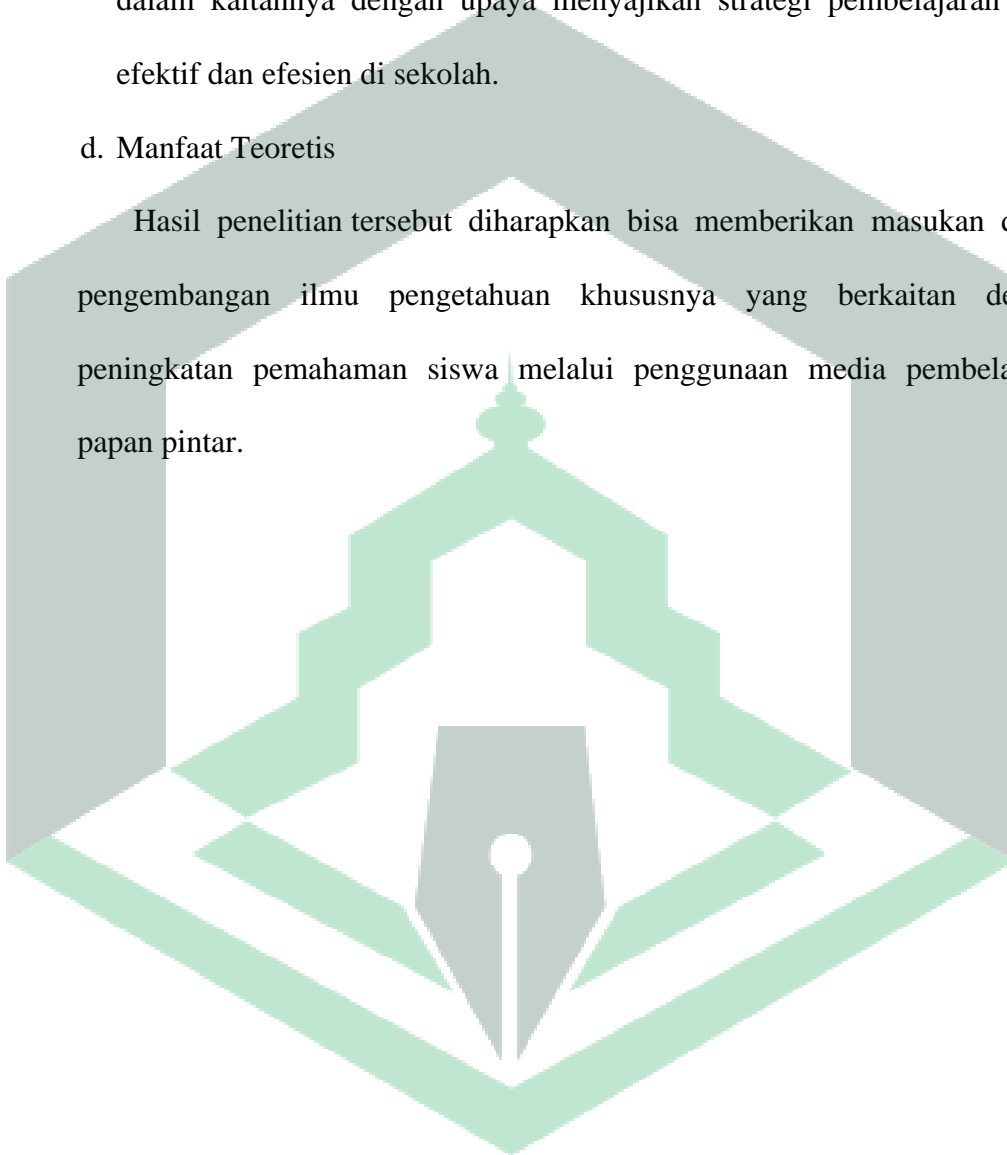 dalam kaitannya dengan upaya menyajikan strategi pembelajaran
efektif dan efesien di sekolah.
d. Manfaat Teoretis
Hasil penelitian tersebut diharapkan bisa memberikan masukan
pengembangan ilmu pengetahuan khususnya yang berkaitan
peningkatan pemahaman siswa melalui penggunaan media
papan pintar.